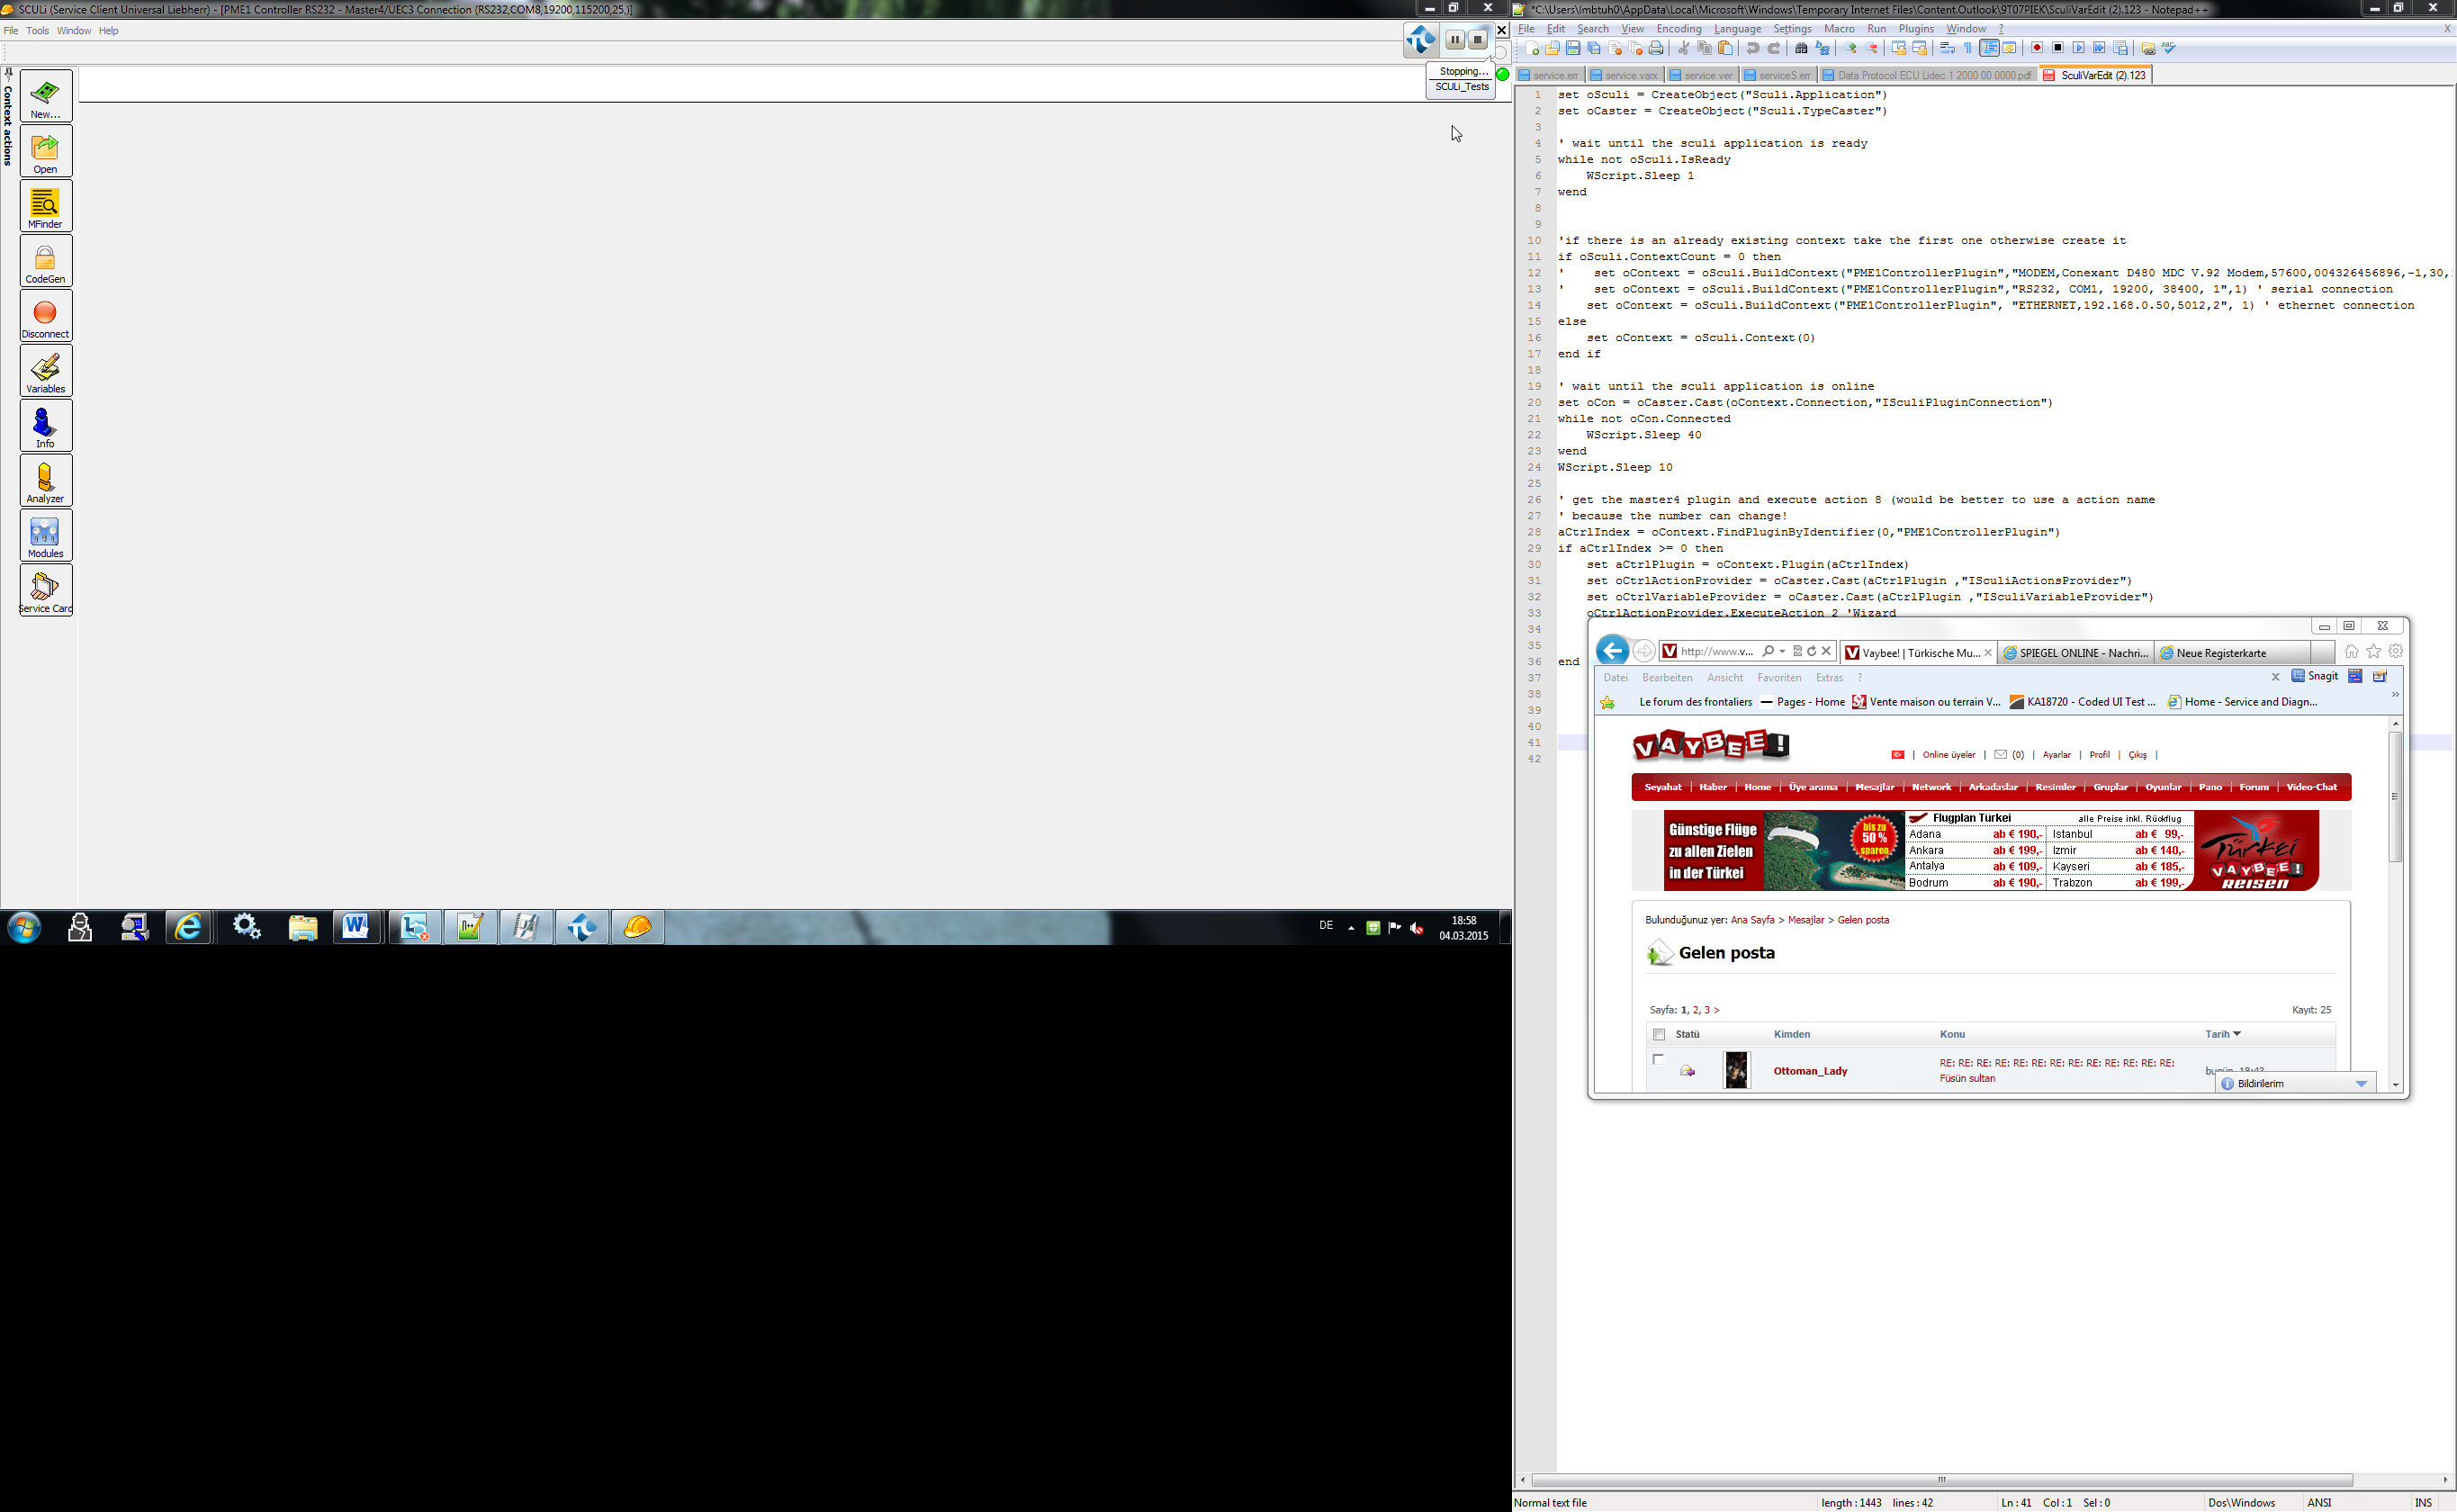 SCULi (Service Client Universal Liebherr) - [PME1 Controller RS232 - Master4/UEC3 Connection (RS232,COM8,19200,115200,25,)]
File Tools Window Help
Stopping...
SCULi_Tests
Context actions
New...
Open
MFinder
CodeGen
Disconnect
Variables
Info
Analyzer
Modules
Service Card
DE
18:58
04.03.2015
*C:\Users\lmbtuh0\AppData\Local\Microsoft\Windows\Temporary Internet Files\Content.Outlook\9T07PIEK\SculiVarEdit (2).123 - Notepad++
File Edit Search View Encoding Language Settings Macro Run Plugins Window ?
X
service.err service.varx service.ver serviceS.err Data Protocol ECU Lidec 1 2000 00 0000.pdf SculiVarEdit (2).123
1 set oSculi = CreateObject("Sculi.Application")
2 set oCaster = CreateObject("Sculi.TypeCaster")
3
4 ' wait until the sculi application is ready
5 while not oSculi.IsReady
6 WScript.Sleep 1
7 wend
8
9
10 'if there is an already existing context take the first one otherwise create it
11 if oSculi.ContextCount = 0 then
12 ' set oContext = oSculi.BuildContext("PME1ControllerPlugin","MODEM,Conexant D480 MDC V.92 Modem,57600,004326456896,-1,30,
13 ' set oContext = oSculi.BuildContext("PME1ControllerPlugin","RS232, COM1, 19200, 38400, 1",1) ' serial connection
14 set oContext = oSculi.BuildContext("PME1ControllerPlugin", "ETHERNET,192.168.0.50,5012,2", 1) ' ethernet connection
15 else
16 set oContext = oSculi.Context(0)
17 end if
18
19 ' wait until the sculi application is online
20 set oCon = oCaster.Cast(oContext.Connection,"ISculiPluginConnection")
21 while not oCon.Connected
22 WScript.Sleep 40
23 wend
24 WScript.Sleep 10
25
26 ' get the master4 plugin and execute action 8 (would be better to use a action name
27 ' because the number can change!
28 aCtrlIndex = oContext.FindPluginByIdentifier(0,"PME1ControllerPlugin")
29 if aCtrlIndex >= 0 then
30 set aCtrlPlugin = oContext.Plugin(aCtrlIndex)
31 set oCtrlActionProvider = oCaster.Cast(aCtrlPlugin ,"ISculiActionsProvider")
32 set oCtrlVariableProvider = oCaster.Cast(aCtrlPlugin ,"ISculiVariableProvider")
33 oCtrlActionProvider.ExecuteAction 2 'Wizard
34
35
36 end
37
38
39
40
41
42
http://www.v... Vaybee! | Türkische Mu... SPIEGEL ONLINE - Nachri... Neue Registerkarte
Datei Bearbeiten Ansicht Favoriten Extras ?
x Snagit
Le forum des frontaliers Pages - Home Vente maison ou terrain V... KA18720 - Coded UI Test ... Home - Service and Diagn...
VAYBEE!
| Online üyeler | (0) | Ayarlar | Profil | Çıkış |
Seyahat | Haber | Home | Üye arama | Mesajlar | Network | Arkadaslar | Resimler | Gruplar | Oyunlar | Pano | Forum | Video-Chat
Günstige Flüge
zu allen Zielen
in der Türkei
bis zu
50 %
sparen
Flugplan Türkei alle Preise inkl. Rückflug
Adana ab € 190,- Istanbul ab € 99,-
Ankara ab € 199,- Izmir ab € 140,-
Antalya ab € 109,- Kayseri ab € 185,-
Bodrum ab € 190,- Trabzon ab € 199,-
Türkei
VAYBEE!
REISEN
Bulunduğunuz yer: Ana Sayfa > Mesajlar > Gelen posta
Gelen posta
Sayfa: 1, 2, 3 > Kayıt: 25
Statü Kimden Konu Tarih
Ottoman_Lady
RE: RE: RE: RE: RE: RE: RE: RE: RE: RE: RE: RE: RE:
Füsün sultan
bugün, 18:43
Bildirilerim
Normal text file length : 1443 lines : 42 Ln : 41 Col : 1 Sel : 0 Dos\Windows ANSI INS